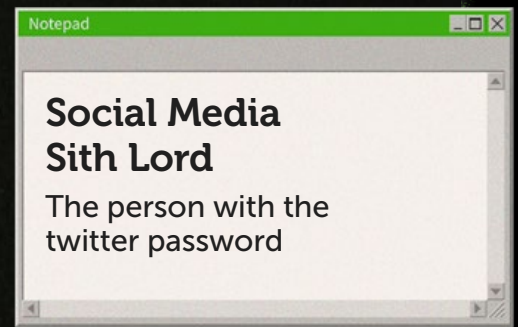 Notepad
Social Media
Sith Lord
The person with the
twitter password